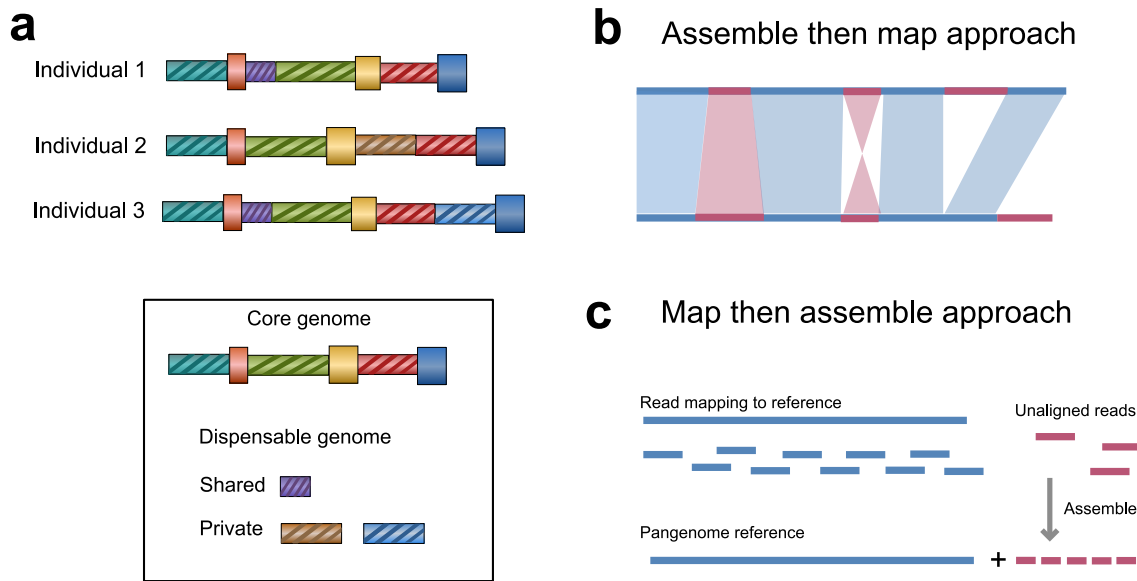 a
Individual 1
Individual 2
Individual 3
Core genome
Dispensable genome
Shared
Private
b
Assemble then map approach
c
Map then assemble approach
Read mapping to reference
Unaligned reads
Assemble
Pangenome reference
+